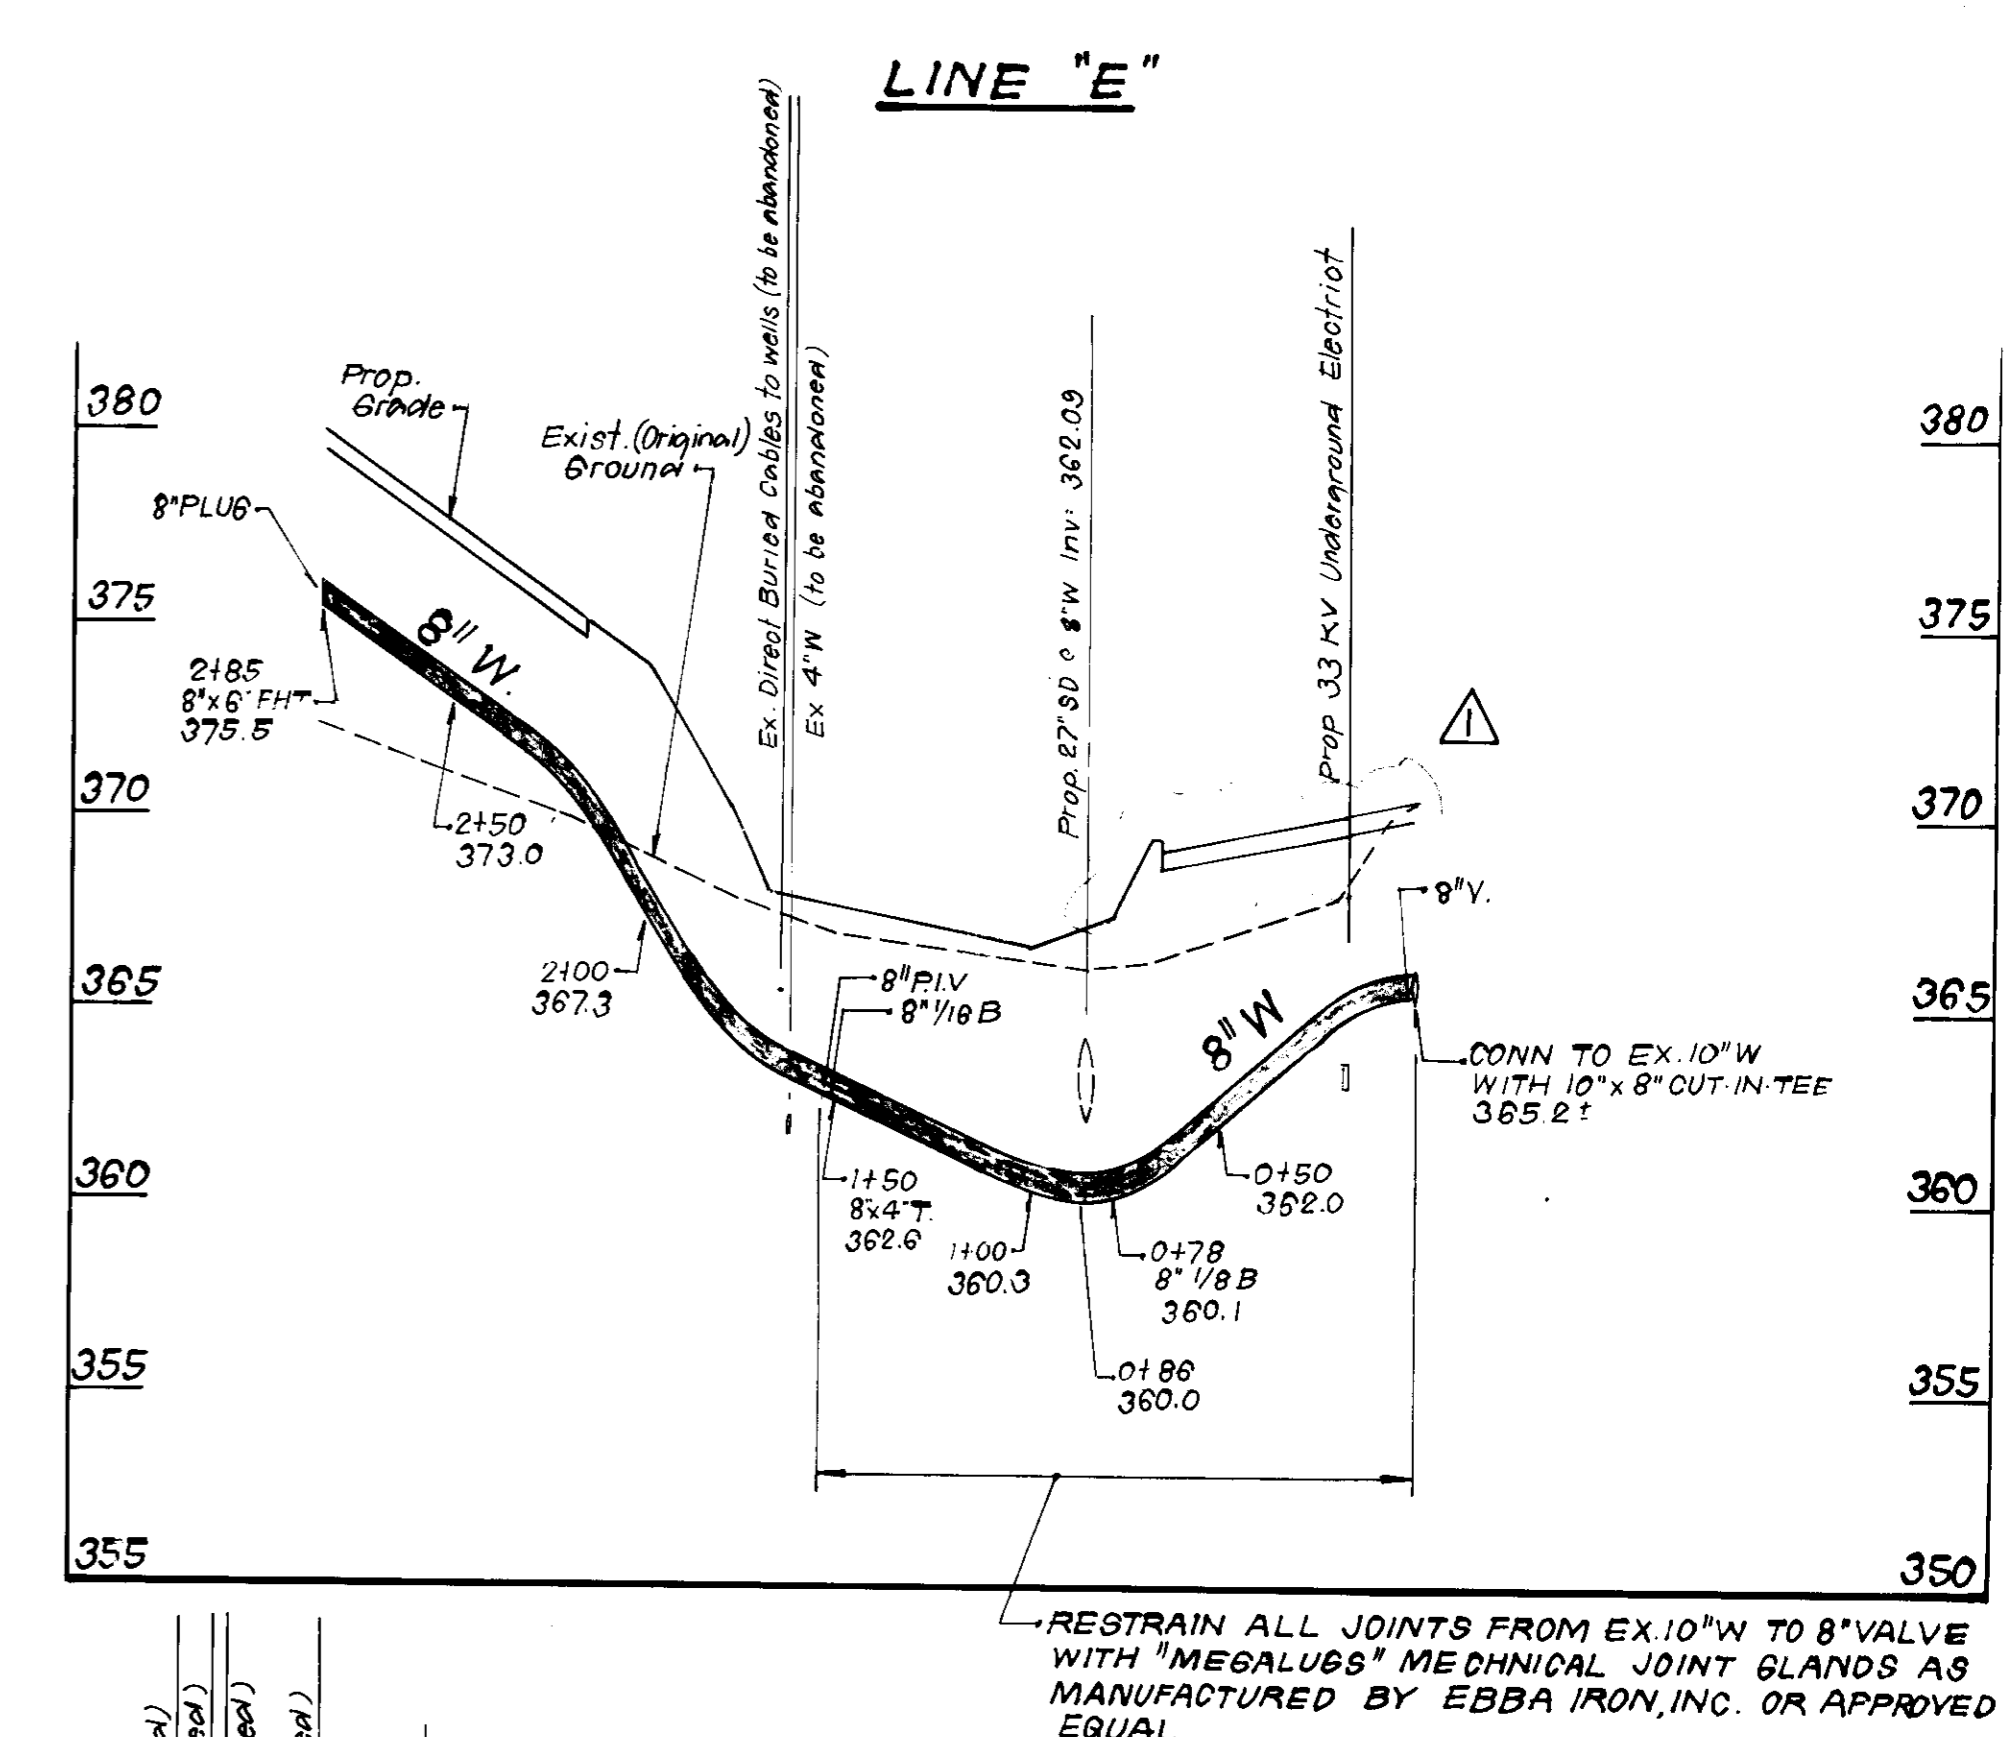 LINE "E"
Ex. Direct Buried Cables to wells (to be abandoned)
Ex 4"W (to be abandoned)
Prop. 27" SD @ 8"W Inv: 362.09
Prop 33 KV Underground Electric
Prop.
Grade
Exist. (Original)
Ground
8" PLUG
8" W.
2+85
8"x6" FHT
375.5
2+50
373.0
2+00
367.3
8" P.I.V
8" 1/16 B
1+50
8"x4" T.
362.6
1+00
360.3
0+86
360.0
0+78
8" 1/8 B
360.1
0+50
362.0
8" W
8" V.
1
CONN TO EX. 10" W
WITH 10" x 8" CUT-IN-TEE
365.2 ±
380
375
370
365
360
355
355
380
375
370
365
360
355
350
RESTRAIN ALL JOINTS FROM EX. 10" W TO 8" VALVE
WITH "MEGALUGS" MECHNICAL JOINT GLANDS AS
MANUFACTURED BY EBBA IRON, INC. OR APPROVED
EQUAL